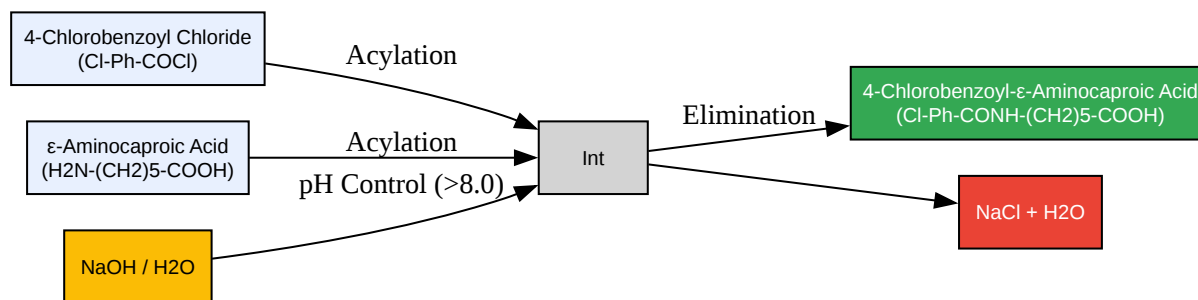 4-Chlorobenzoyl Chloride
(Cl-Ph-COCl)
Acylation
ε-Aminocaproic Acid
(H2N-(CH2)5-COOH)
Acylation
pH Control (>8.0)
NaOH / H2O
Int
Elimination
4-Chlorobenzoyl-ε-Aminocaproic Acid
(Cl-Ph-CONH-(CH2)5-COOH)
NaCl + H2O